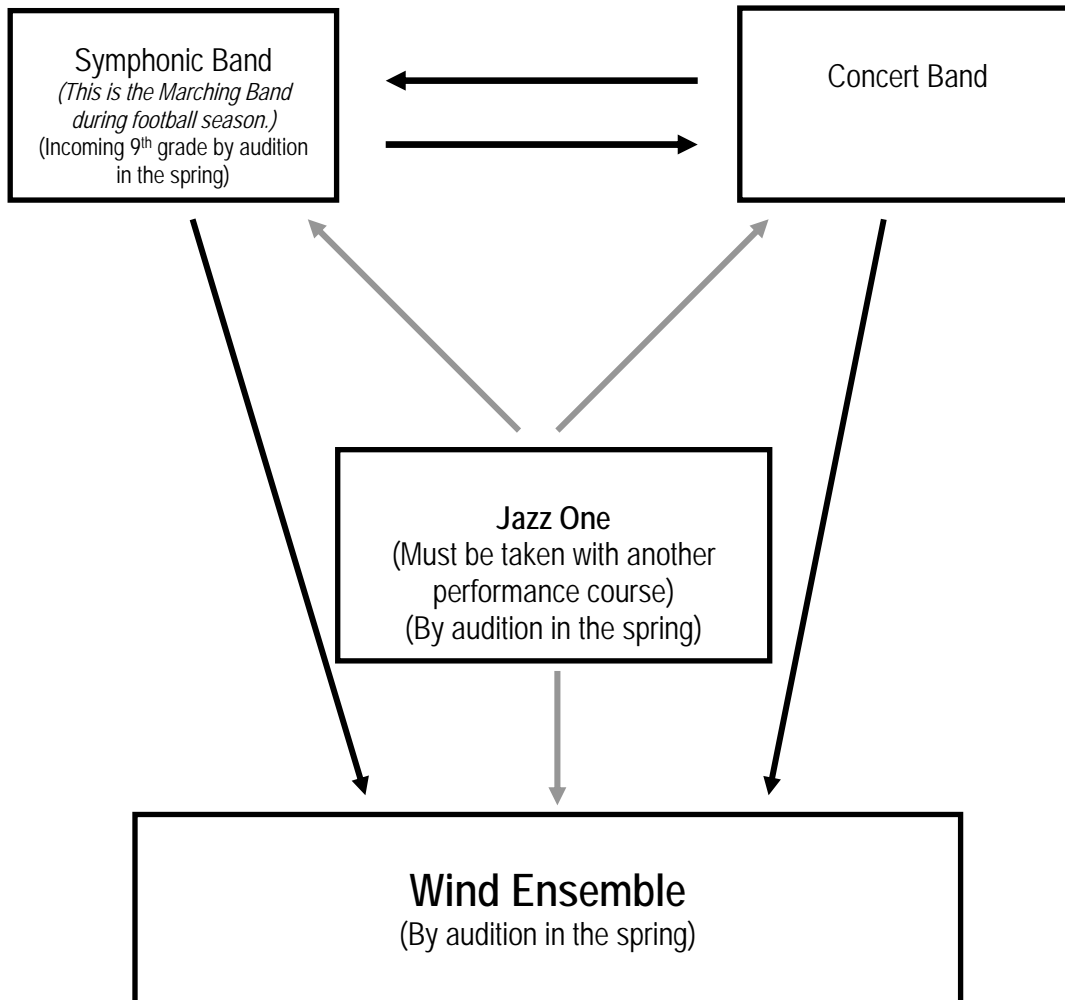 Symphonic Band
(This is the Marching Band
during football season.)
(Incoming 9th grade by audition
in the spring)
Concert Band
Jazz One
(Must be taken with another
performance course)
(By audition in the spring)
Wind Ensemble
(By audition in the spring)